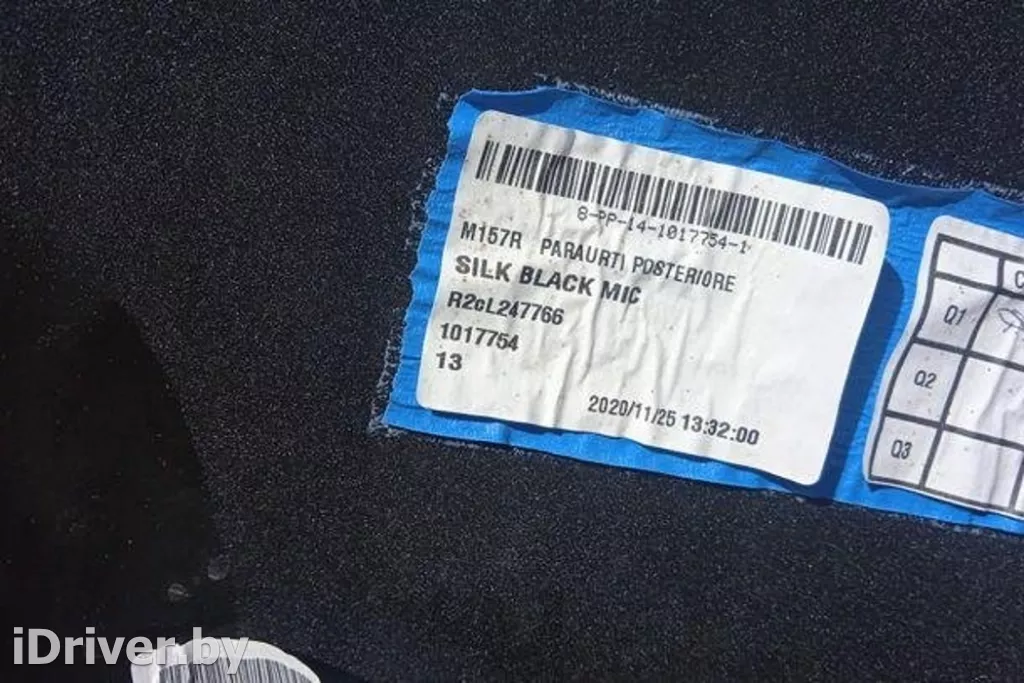 8-PP-14-1017754-1
M157R PARAURTI POSTERIORE
SILK BLACK MIC
R2cL247766
1017754
13
2020/11/25 13:32:00
C
Q1
Q2
Q3
iDriver.by